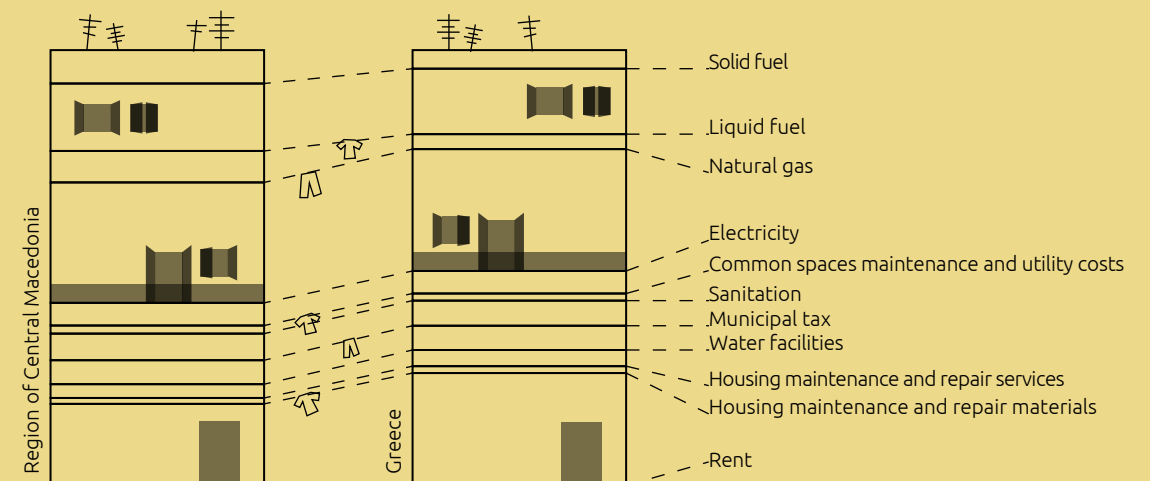 Region of Central Macedonia
Greece
Solid fuel
Liquid fuel
Natural gas
Electricity
Common spaces maintenance and utility costs
Sanitation
Municipal tax
Water facilities
Housing maintenance and repair services
Housing maintenance and repair materials
Rent